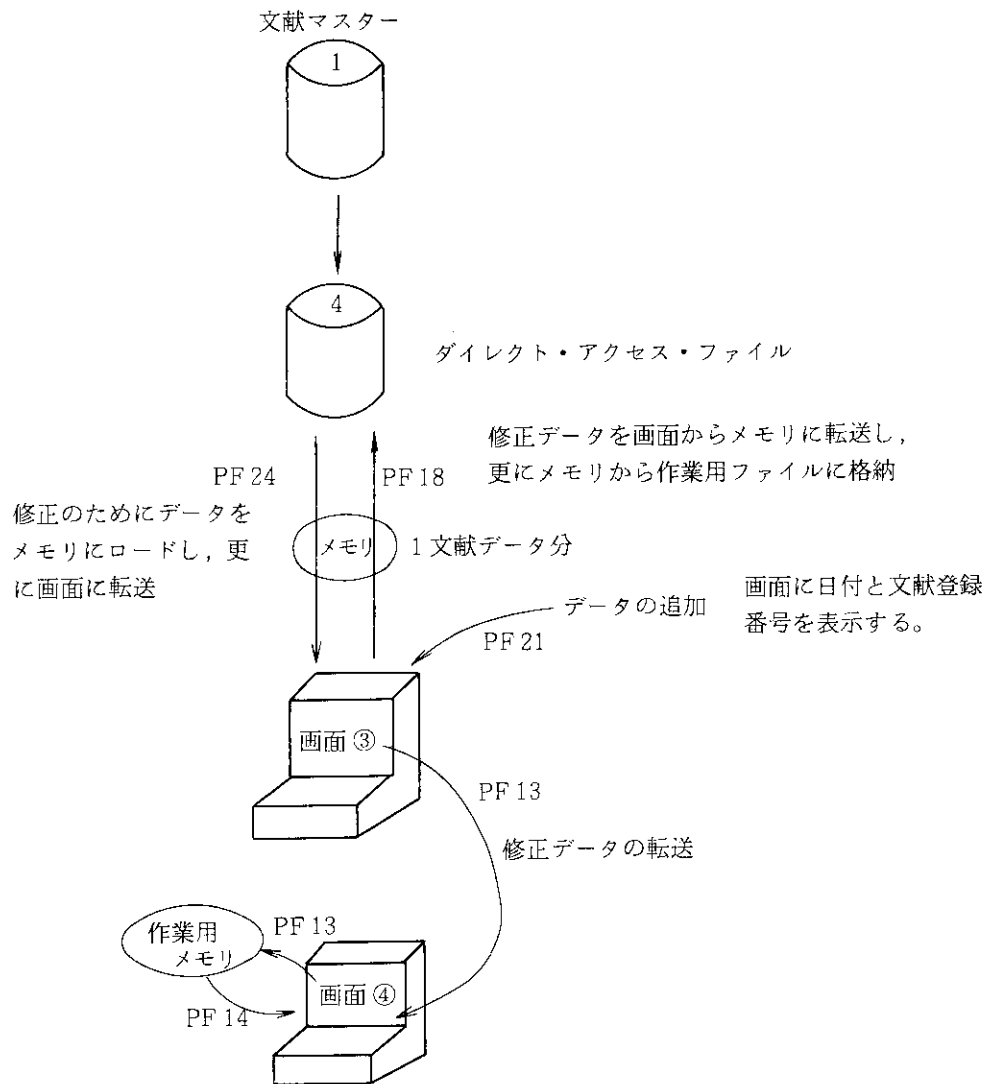 文献マスター
1
4
ダイレクト・アクセス・ファイル
修正データを画面からメモリに転送し,
更にメモリから作業用ファイルに格納
PF 24
PF 18
修正のためにデータを
メモリにロードし, 更
に画面に転送
メモリ
1文献データ分
データの追加
画面に日付と文献登録
番号を表示する。
PF 21
画面 ③
PF 13
修正データの転送
作業用
メモリ
PF 13
画面 ④
PF 14